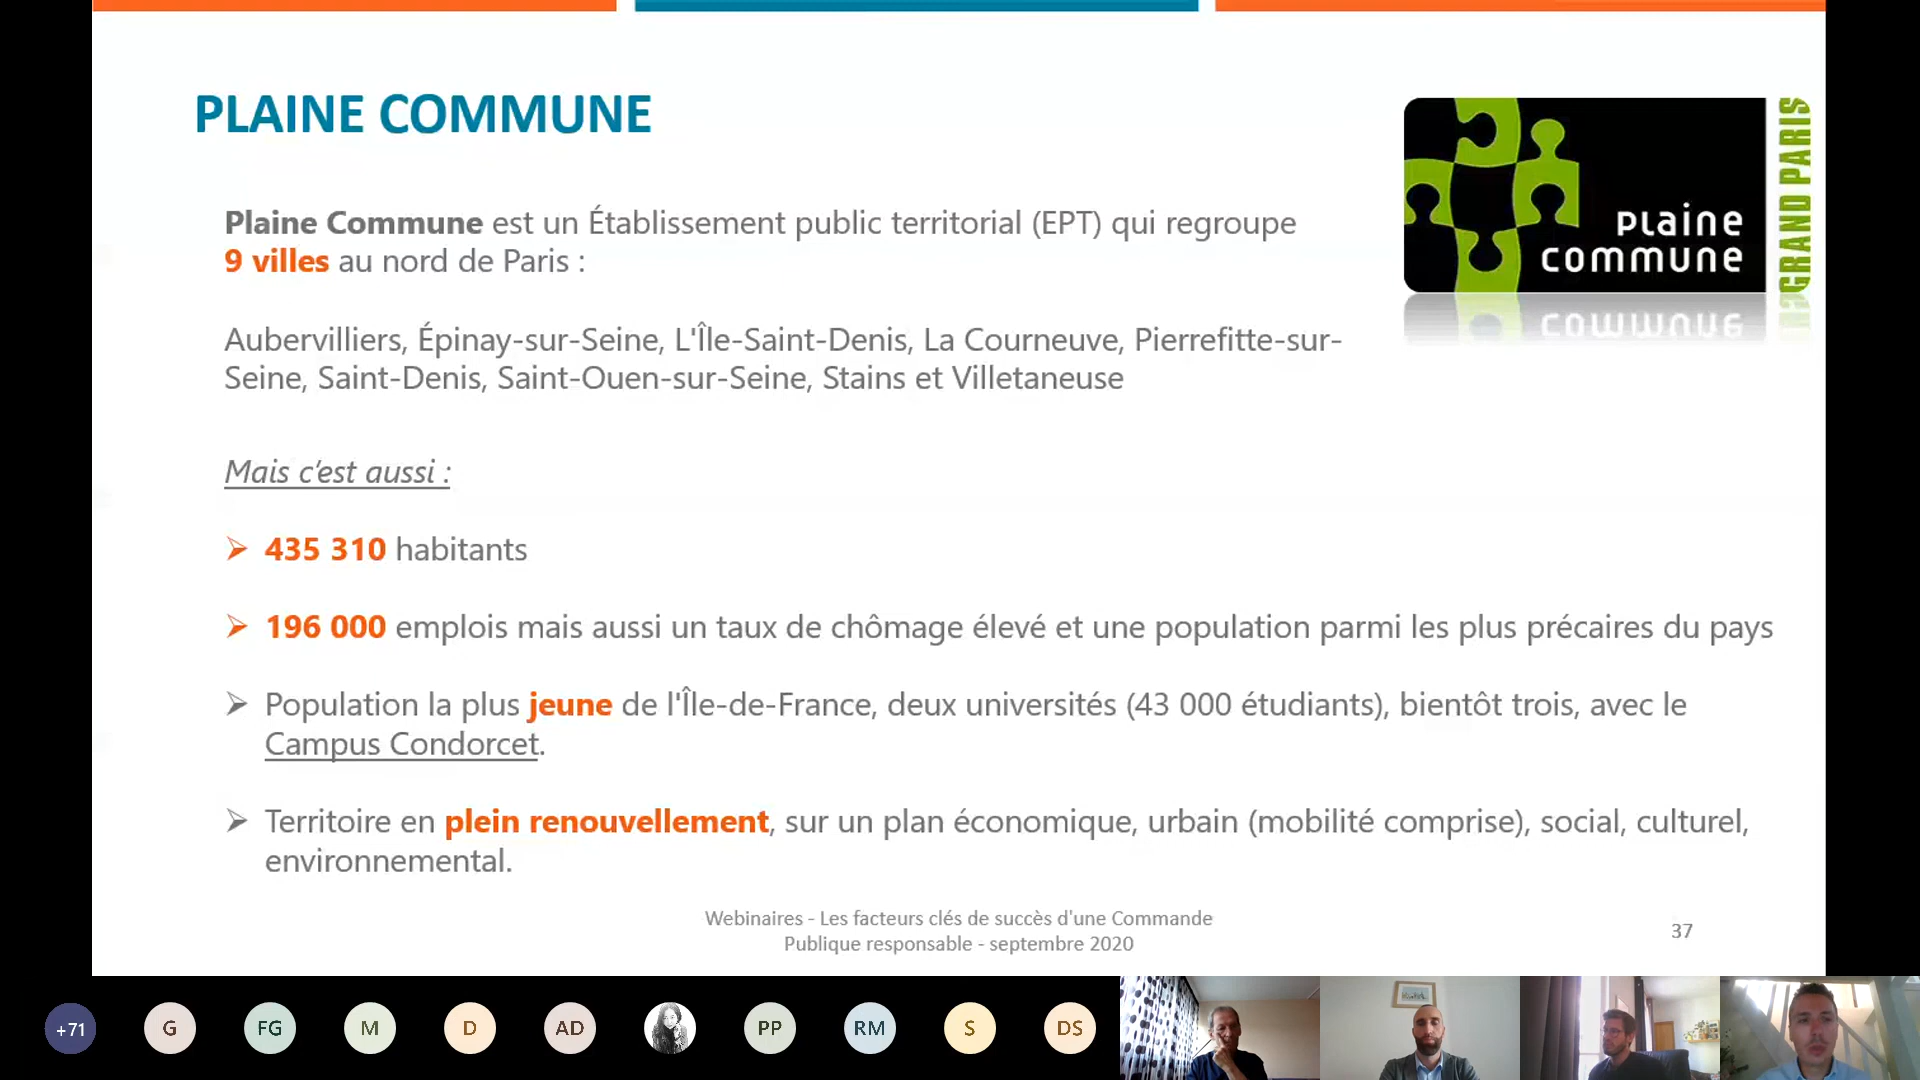 PLAINE COMMUNE
plaine
commune
GRAND PARIS
Plaine Commune est un Établissement public territorial (EPT) qui regroupe
9 villes au nord de Paris :
Aubervilliers, Épinay-sur-Seine, L'Île-Saint-Denis, La Courneuve, Pierrefitte-sur-
Seine, Saint-Denis, Saint-Ouen-sur-Seine, Stains et Villetaneuse
Mais c'est aussi :
➢ 435 310 habitants
➢ 196 000 emplois mais aussi un taux de chômage élevé et une population parmi les plus précaires du pays
➢ Population la plus jeune de l'Île-de-France, deux universités (43 000 étudiants), bientôt trois, avec le
Campus Condorcet.
➢ Territoire en plein renouvellement, sur un plan économique, urbain (mobilité comprise), social, culturel,
environnemental.
Webinaires - Les facteurs clés de succès d'une Commande
Publique responsable - septembre 2020
37
+71
G
FG
M
D
AD
PP
RM
S
DS